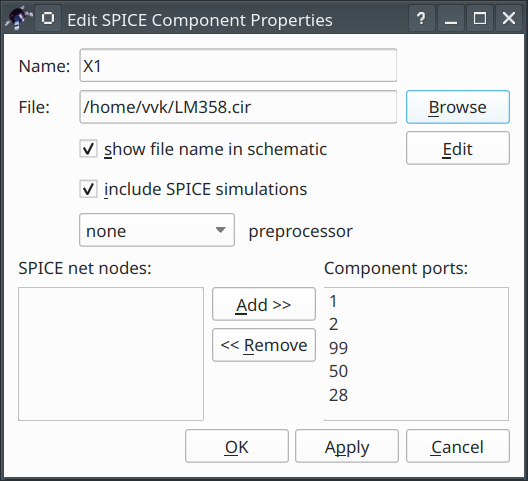 Edit SPICE Component Properties
Name: X1
File: /home/vvk/LM358.cir Browse
show file name in schematic Edit
include SPICE simulations
none preprocessor
SPICE net nodes: Component ports:
Add >>
<< Remove
1
2
99
50
28
OK Apply Cancel